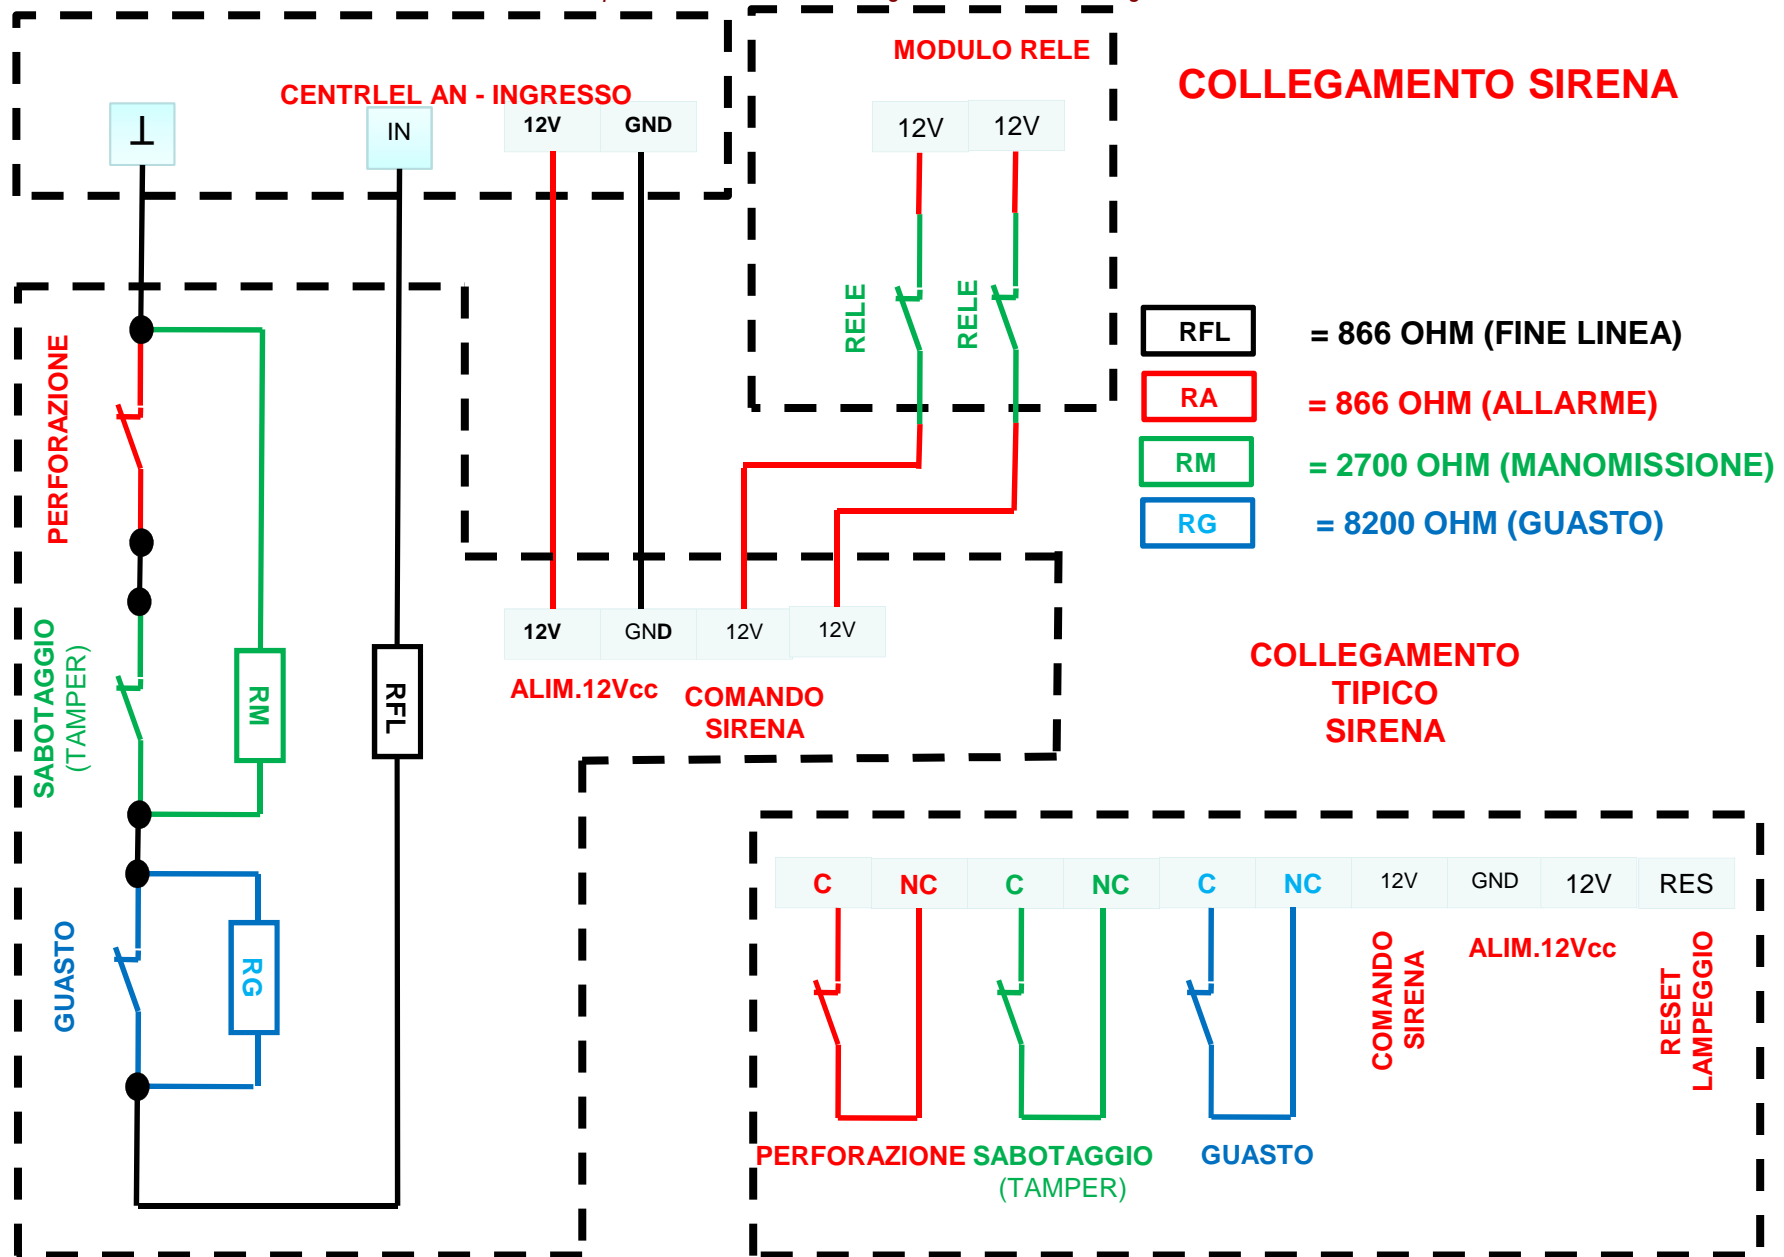 MODULO RELE
COLLEGAMENTO SIRENA
CENTRLEL AN - INGRESSO
⊥
IN
12V
GND
12V
12V
RELE
RELE
RFL
= 866 OHM (FINE LINEA)
RA
= 866 OHM (ALLARME)
RM
= 2700 OHM (MANOMISSIONE)
RG
= 8200 OHM (GUASTO)
PERFORAZIONE
SABOTAGGIO
(TAMPER)
RM
RFL
GUASTO
RG
12V
GND
12V
12V
ALIM.12Vcc
COMANDO
SIRENA
COLLEGAMENTO
TIPICO
SIRENA
C
NC
C
NC
C
NC
12V
GND
12V
RES
COMANDO
SIRENA
ALIM.12Vcc
RESET
LAMPEGGIO
PERFORAZIONE
SABOTAGGIO
(TAMPER)
GUASTO